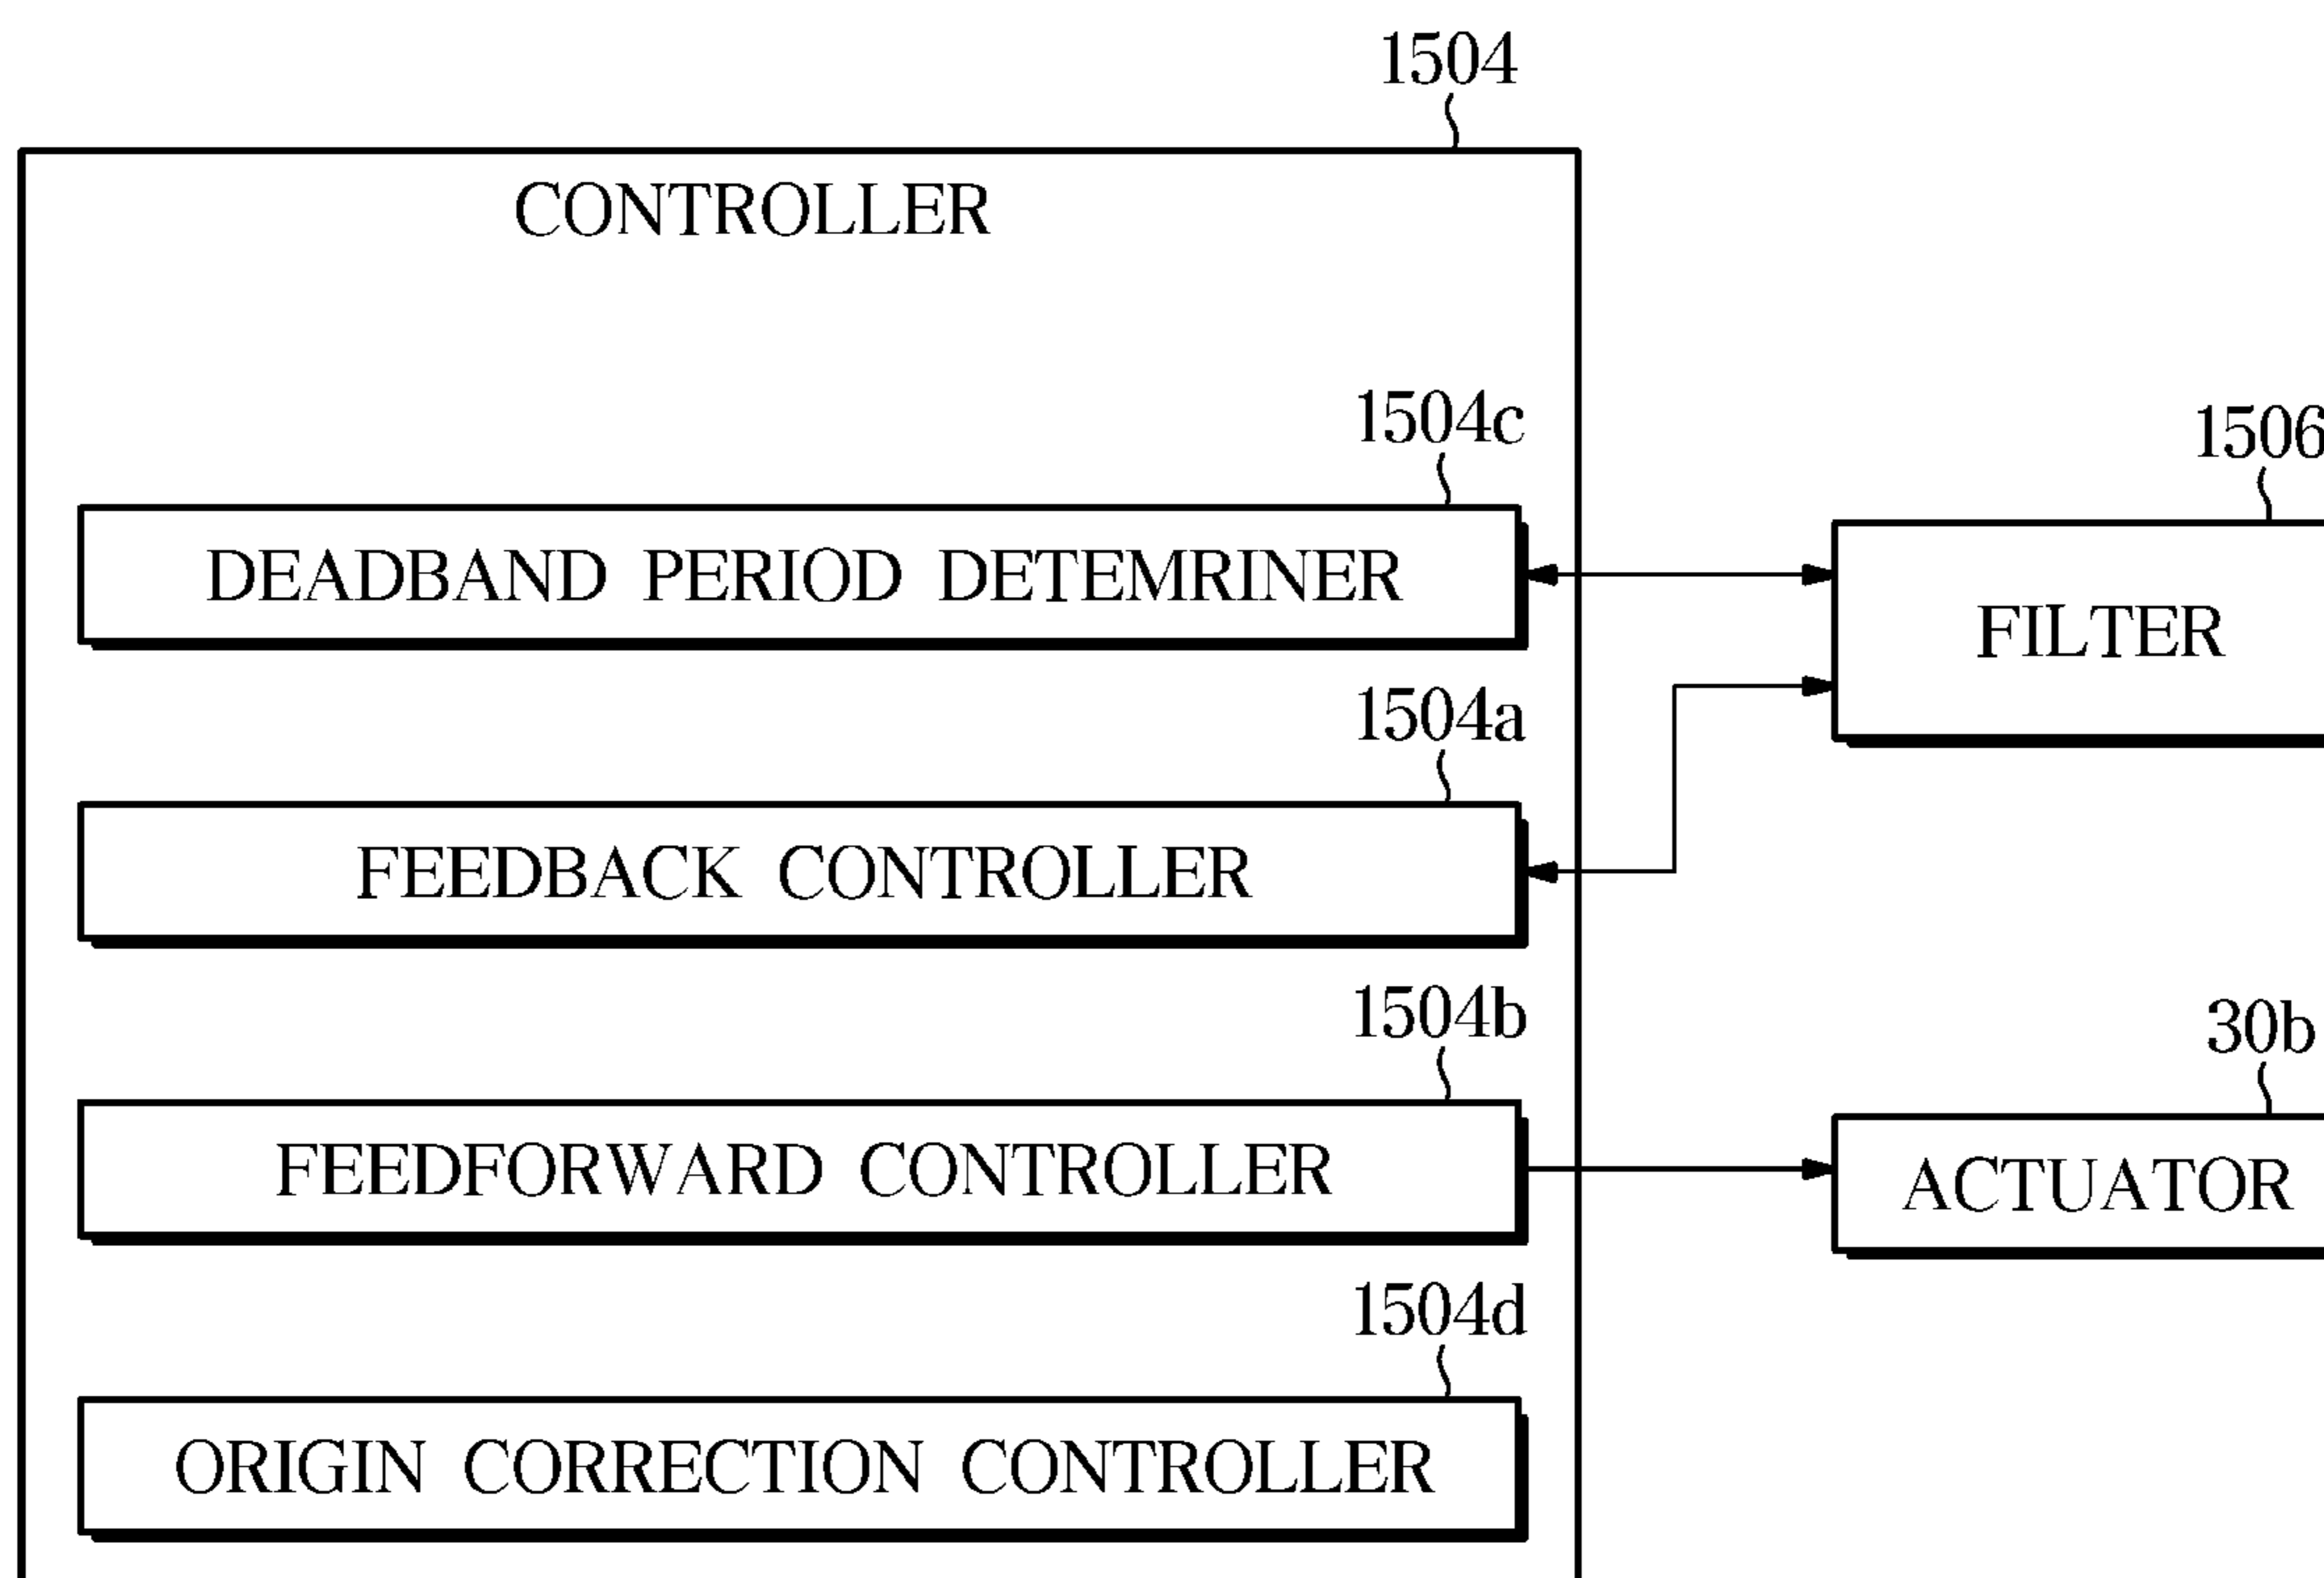 1504
CONTROLLER
1504c
1506
DEADBAND PERIOD DETEMRINER
FILTER
1504a
FEEDBACK CONTROLLER
1504b
30b
FEEDFORWARD CONTROLLER
ACTUATOR
1504d
ORIGIN CORRECTION CONTROLLER